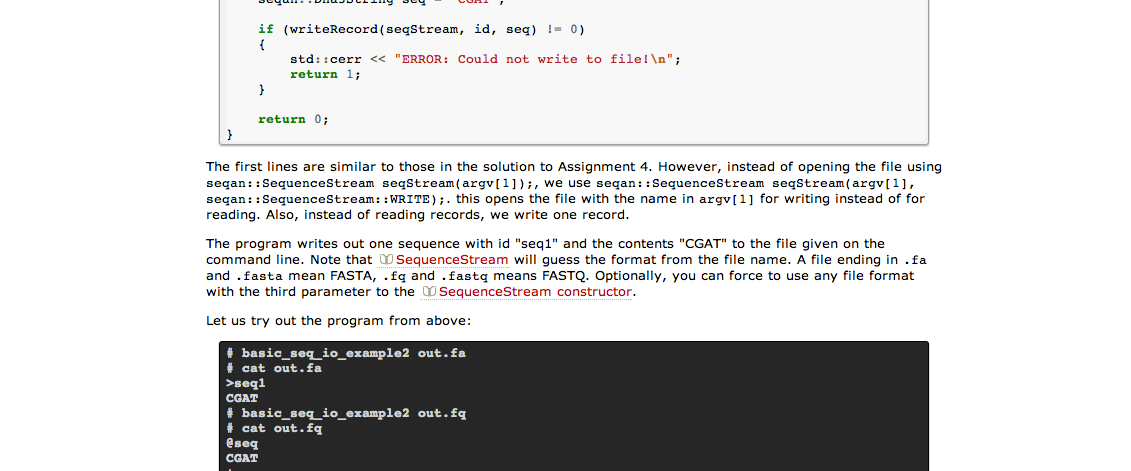 if (writeRecord(seqStream, id, seq) != 0)
{
std::cerr << "ERROR: Could not write to file!\n";
return 1;
}
return 0;
}
The first lines are similar to those in the solution to Assignment 4. However, instead of opening the file using
seqan::SequenceStream seqStream(argv[1]);, we use seqan::SequenceStream seqStream(argv[1],
seqan::SequenceStream::WRITE);. this opens the file with the name in argv[1] for writing instead of for
reading. Also, instead of reading records, we write one record.
The program writes out one sequence with id "seq1" and the contents "CGAT" to the file given on the
command line. Note that SequenceStream will guess the format from the file name. A file ending in .fa
and .fasta mean FASTA, .fq and .fastq means FASTQ. Optionally, you can force to use any file format
with the third parameter to the SequenceStream constructor.
Let us try out the program from above:
# basic_seq_io_example2 out.fa
# cat out.fa
>seq1
CGAT
# basic_seq_io_example2 out.fq
# cat out.fq
@seq
CGAT